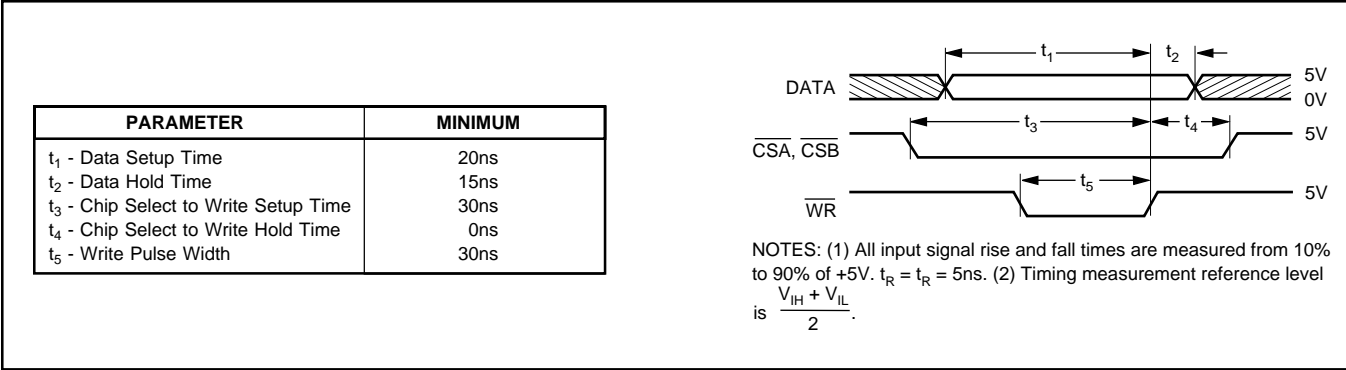 PARAMETER MINIMUM
t1 - Data Setup Time 20ns
t2 - Data Hold Time 15ns
t3 - Chip Select to Write Setup Time 30ns
t4 - Chip Select to Write Hold Time 0ns
t5 - Write Pulse Width 30ns
t1 t2
DATA 5V
0V
t3 t4
CSA, CSB 5V
t5
WR 5V
NOTES: (1) All input signal rise and fall times are measured from 10%
to 90% of +5V. tR = tR = 5ns. (2) Timing measurement reference level
is VIH + VIL
2 .